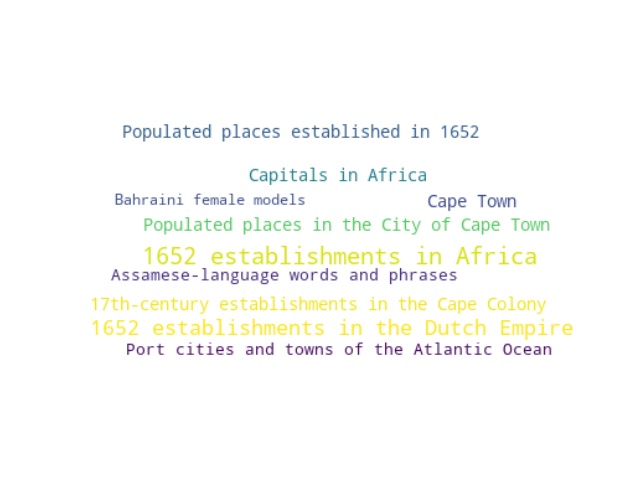 Populated places established in 1652
Capitals in Africa
Bahraini female models
Cape Town
Populated places in the City of Cape Town
1652 establishments in Africa
Assamese-language words and phrases
17th-century establishments in the Cape Colony
1652 establishments in the Dutch Empire
Port cities and towns of the Atlantic Ocean